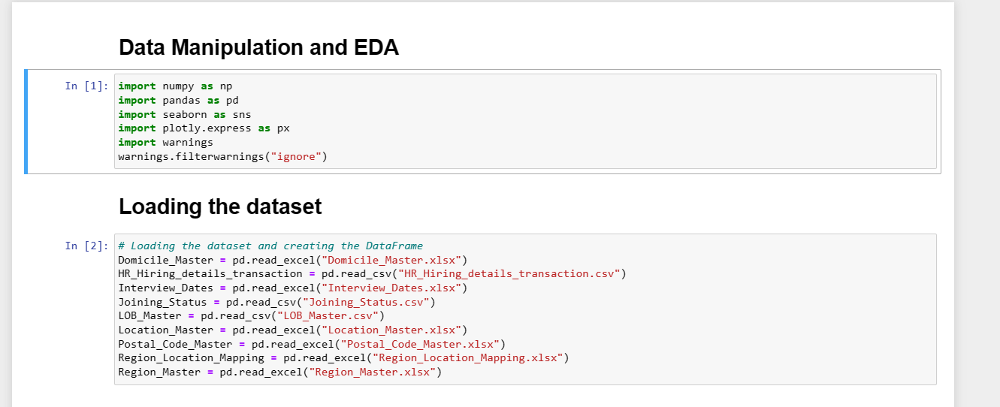 Data Manipulation and EDA
In [1]: import numpy as np
import pandas as pd
import seaborn as sns
import plotly.express as px
import warnings
warnings.filterwarnings("ignore")
Loading the dataset
In [2]: # Loading the dataset and creating the DataFrame
Domicile_Master = pd.read_excel("Domicile_Master.xlsx")
HR_Hiring_details_transaction = pd.read_csv("HR_Hiring_details_transaction.csv")
Interview_Dates = pd.read_excel("Interview_Dates.xlsx")
Joining_Status = pd.read_csv("Joining_Status.csv")
LOB_Master = pd.read_csv("LOB_Master.csv")
Location_Master = pd.read_excel("Location_Master.xlsx")
Postal_Code_Master = pd.read_excel("Postal_Code_Master.xlsx")
Region_Location_Mapping = pd.read_excel("Region_Location_Mapping.xlsx")
Region_Master = pd.read_excel("Region_Master.xlsx")